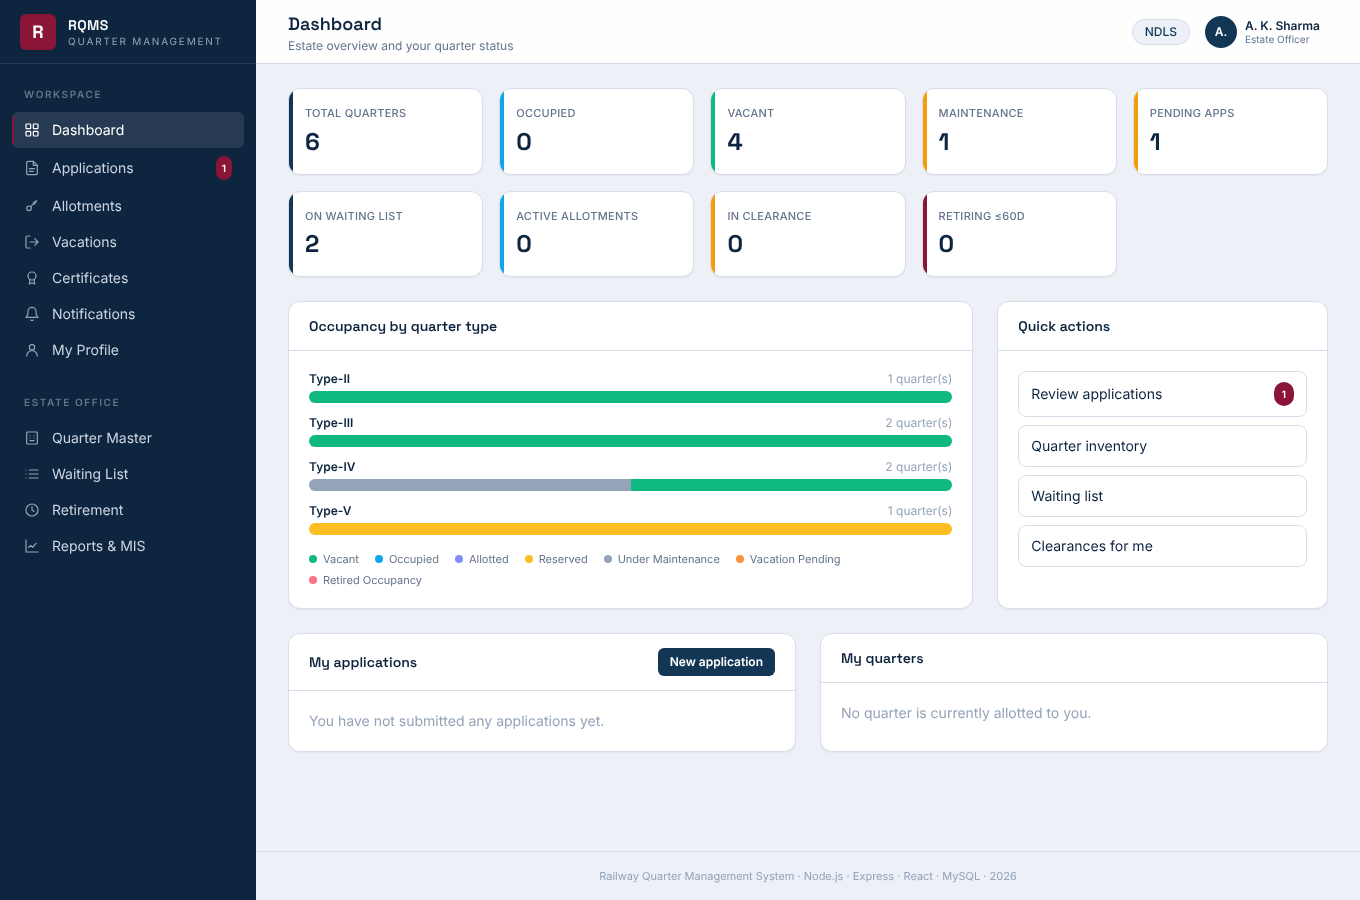 R
RQMS
QUARTER MANAGEMENT
WORKSPACE
Dashboard
Applications 1
Allotments
Vacations
Certificates
Notifications
My Profile
ESTATE OFFICE
Quarter Master
Waiting List
Retirement
Reports & MIS
Dashboard
Estate overview and your quarter status
NDLS
A.
A. K. Sharma
Estate Officer
TOTAL QUARTERS
6
OCCUPIED
0
VACANT
4
MAINTENANCE
1
PENDING APPS
1
ON WAITING LIST
2
ACTIVE ALLOTMENTS
0
IN CLEARANCE
0
RETIRING ≤60D
0
Occupancy by quarter type
Type-II 1 quarter(s)
Type-III 2 quarter(s)
Type-IV 2 quarter(s)
Type-V 1 quarter(s)
Vacant Occupied Allotted Reserved Under Maintenance Vacation Pending
Retired Occupancy
Quick actions
Review applications 1
Quarter inventory
Waiting list
Clearances for me
My applications
New application
You have not submitted any applications yet.
My quarters
No quarter is currently allotted to you.
Railway Quarter Management System · Node.js · Express · React · MySQL · 2026